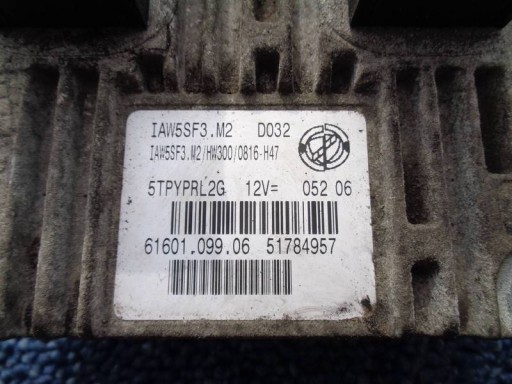 IAW5SF3.M2 D032
IAW5SF3.M2/HW300/0816-H47
5TPYPRL2G 12V= 052 06
61601.099.06 51784957